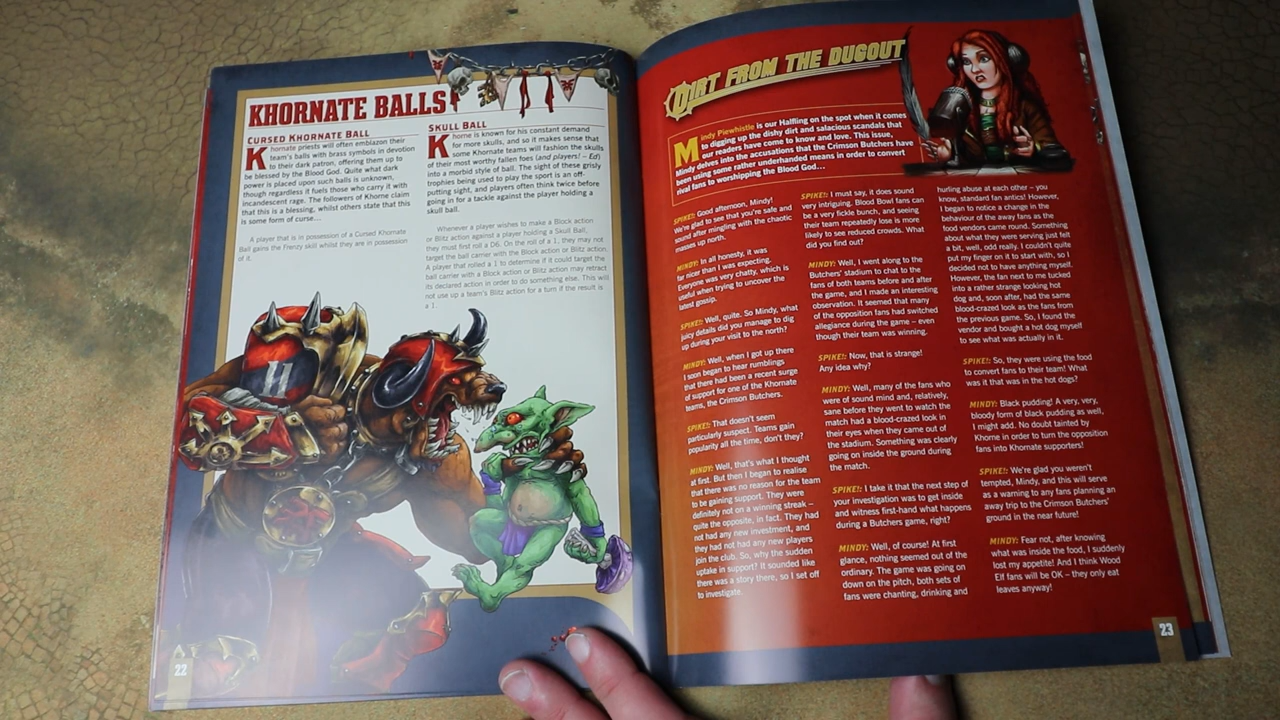 KHORNATE BALLS
CURSED KHORNATE BALL
Khornate priests will often emblazon their
team's balls with brass symbols in devotion
to their dark patron, offering them up to
be blessed by the Blood God. Quite what dark
power is placed upon such balls is unknown,
though regardless it fuels those who carry it with
incandescent rage. The followers of Khorne claim
that this is a blessing, whilst others state that this
is some form of curse...
A player that is in possession of a Cursed Khornate
Ball gains the Frenzy skill whilst they are in possession
of it.
SKULL BALL
Khorne is known for his constant demand
for more skulls, and so it makes sense that
some Khornate teams will fashion the skulls
of their most worthy fallen foes (and players! – Ed)
into a morbid style of ball. The sight of these grisly
trophies being used to play the sport is an off-
putting sight, and players often think twice before
going in to tackle against the player holding a
skull ball.
Whenever a player wishes to make a Block action
or Blitz action against a player holding a Skull Ball,
they must first roll a D6. On the roll of a 1, they may not
target the ball carrier with the Block action or Blitz action.
A player that rolled a 1 to determine if it could target the
ball carrier with a Block action or Blitz action may retract
its declared action in order to do something else. This will
not use up a team's Blitz action for a turn if the result is
a 1.
11
22
DIRT FROM THE DUGOUT
Mindy Piewhistle is our Halfling on the spot when it comes
to digging up the dishy dirt and salacious scandals that
our readers have come to know and love. This issue,
Mindy delves into the accusations that the Crimson Butchers have
been using some rather underhanded means in order to convert
rival fans to worshipping the Blood God...
SPIKE!: Good afternoon, Mindy!
We're glad to see that you're safe and
sound after mingling with the chaotic
masses up north.
MINDY: In all honesty, it was
far nicer than I was expecting.
Everyone was very chatty, which is
useful when trying to uncover the
latest gossip.
SPIKE!: Well, quite. So Mindy, what
juicy details did you manage to dig
up during your visit to the north?
MINDY: Well, when I got up there
I soon began to hear rumblings
that there had been a recent surge
of support for one of the Khornate
teams, the Crimson Butchers.
SPIKE!: That doesn't seem
particularly suspect. Teams gain
popularity all the time, don't they?
MINDY: Well, that's what I thought
at first. But then I began to realise
that there was no reason for the team
to be gaining support. They were
definitely not on a winning streak –
quite the opposite, in fact. They had
not had any new investment, and
they had not had any new players
join the club. So, why the sudden
uptake in support? It sounded like
there was a story there, so I set off
to investigate.
SPIKE!: I must say, it does sound
very intriguing. Blood Bowl fans can
be a very fickle bunch, and seeing
their team repeatedly lose is more
likely to see reduced crowds. What
did you find out?
MINDY: Well, I went along to the
Butchers' stadium to chat to the
fans of both teams before and after
the game, and I made an interesting
observation. It seemed that many
of the opposition fans had switched
allegiance during the game – even
though their team was winning.
SPIKE!: Now, that is strange!
Any idea why?
MINDY: Well, many of the fans who
were of sound mind and, relatively,
sane before they went to watch the
match had a blood-crazed look in
their eyes when they came out of
the stadium. Something was clearly
going on inside the ground during
the match.
SPIKE!: I take it that the next step of
your investigation was to get inside
and witness first-hand what happens
during a Butchers game, right?
MINDY: Well, of course! At first
glance, nothing seemed out of the
ordinary. The game was going on
down on the pitch, both sets of
fans were chanting, drinking and
hurling abuse at each other – you
know, standard fan antics! However,
I began to notice a change in the
behaviour of the away fans as the
food vendors came round. Something
about what they were serving just felt
a bit, well, odd really. I couldn't quite
put my finger on it to start with, so I
decided not to have anything myself.
However, the fan next to me tucked
into a rather strange looking hot
dog and, soon after, had the same
blood-crazed look as the fans from
the previous game. So, I found the
vendor and bought a hot dog myself
to see what was actually in it.
SPIKE!: So, they were using the food
to convert fans to their team! What
was it that was in the hot dogs?
MINDY: Black pudding! A very, very,
bloody form of black pudding as well,
I might add. No doubt tainted by
Khorne in order to turn the opposition
fans into Khornate supporters!
SPIKE!: We're glad you weren't
tempted, Mindy, and this will serve
as a warning to any fans planning an
away trip to the Crimson Butchers'
ground in the near future!
MINDY: Fear not, after knowing
what was inside the food, I suddenly
lost my appetite! And I think Wood
Elf fans will be OK – they only eat
leaves anyway!
23